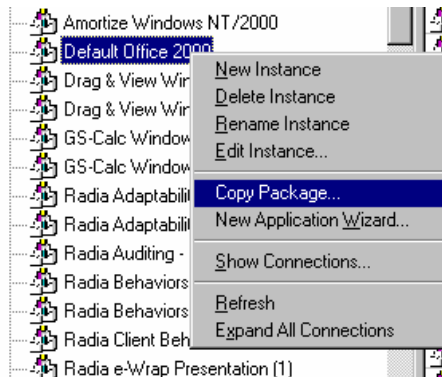 Amortize Windows NT/2000
Default Office 2000
Drag & View Wir
Drag & View Wir
GS-Calc Window
GS-Calc Window
Radia Adaptabili
Radia Adaptabili
Radia Auditing -
Radia Behaviors
Radia Behaviors
Radia Client Beh
Radia e-Wrap Presentation (1)
New Instance
Delete Instance
Rename Instance
Edit Instance...
Copy Package...
New Application Wizard...
Show Connections...
Refresh
Expand All Connections